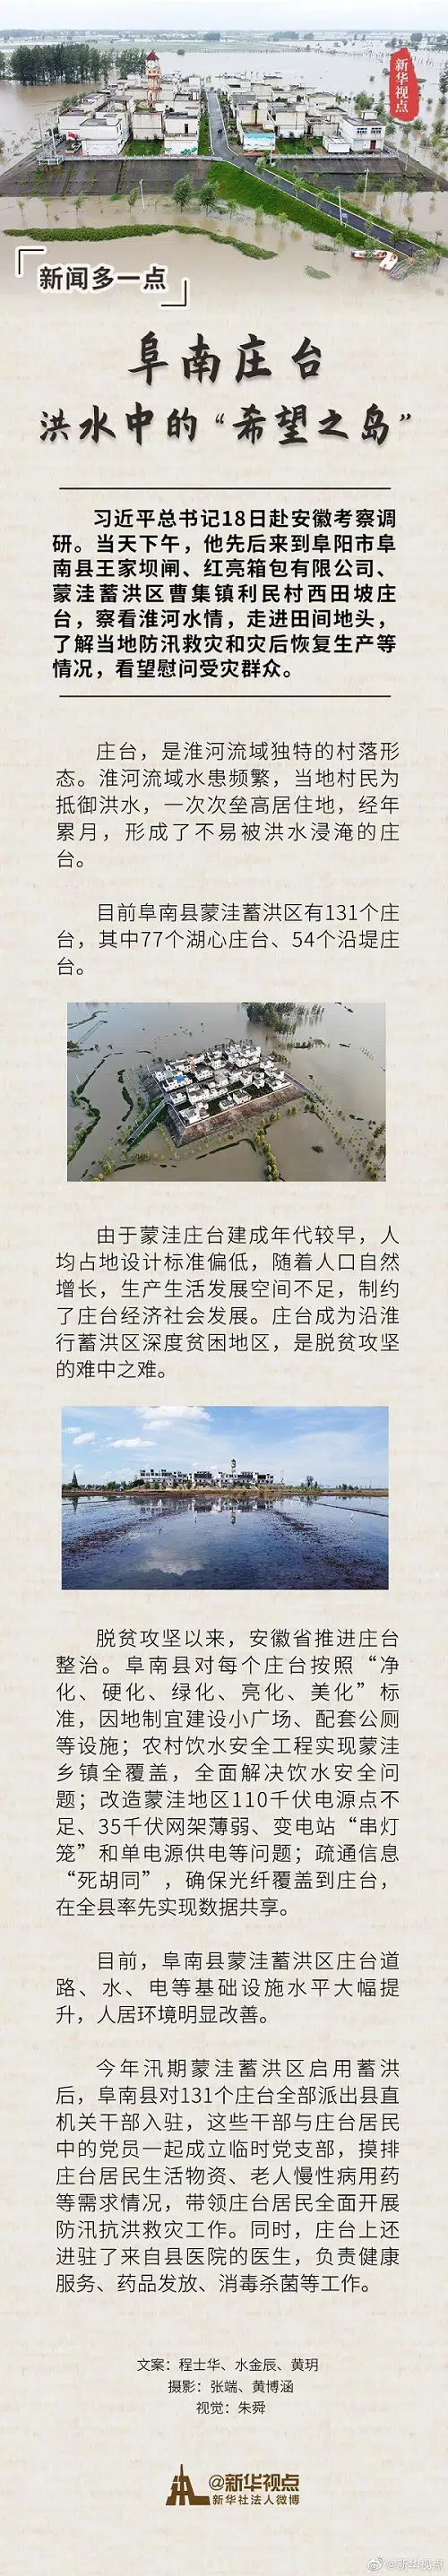 新华视点
新闻多一点
阜南庄台
洪水中的“希望之岛”
习近平总书记18日赴安徽考察调
研。当天下午，他先后来到阜阳市阜
南县王家坝闸、红亮箱包有限公司、
蒙洼蓄洪区曹集镇利民村西田坡庄
台，察看淮河水情，走进田间地头，
了解当地防汛救灾和灾后恢复生产等
情况，看望慰问受灾群众。
庄台，是淮河流域独特的村落形
态。淮河流域水患频繁，当地村民为
抵御洪水，一次次垒高居住地，经年
累月，形成了不易被洪水浸淹的庄
台。
目前阜南县蒙洼蓄洪区有131个庄
台，其中77个湖心庄台、54个沿堤庄
台。
由于蒙洼庄台建成年代较早，人
均占地设计标准偏低，随着人口自然
增长，生产生活发展空间不足，制约
了庄台经济社会发展。庄台成为沿淮
行蓄洪区深度贫困地区，是脱贫攻坚
的难中之难。
脱贫攻坚以来，安徽省推进庄台
整治。阜南县对每个庄台按照“净
化、硬化、绿化、亮化、美化”标
准，因地制宜建设小广场、配套公厕
等设施；农村饮水安全工程实现蒙洼
乡镇全覆盖，全面解决饮水安全问
题；改造蒙洼地区110千伏电源点不
足、35千伏网架薄弱、变电站“串灯
笼”和单电源供电等问题；疏通信息
“死胡同”，确保光纤覆盖到庄台，
在全县率先实现数据共享。
目前，阜南县蒙洼蓄洪区庄台道
路、水、电等基础设施水平大幅提
升，人居环境明显改善。
今年汛期蒙洼蓄洪区启用蓄洪
后，阜南县对131个庄台全部派出县直
机关干部入驻，这些干部与庄台居民
中的党员一起成立临时党支部，摸排
庄台居民生活物资、老人慢性病用药
等需求情况，带领庄台居民全面开展
防汛抗洪救灾工作。同时，庄台上还
进驻了来自县医院的医生，负责健康
服务、药品发放、消毒杀菌等工作。
文案：程士华、水金辰、黄玥
摄影：张端、黄博涵
视觉：朱舜
@新华视点
新华社法人微博
@新华视点